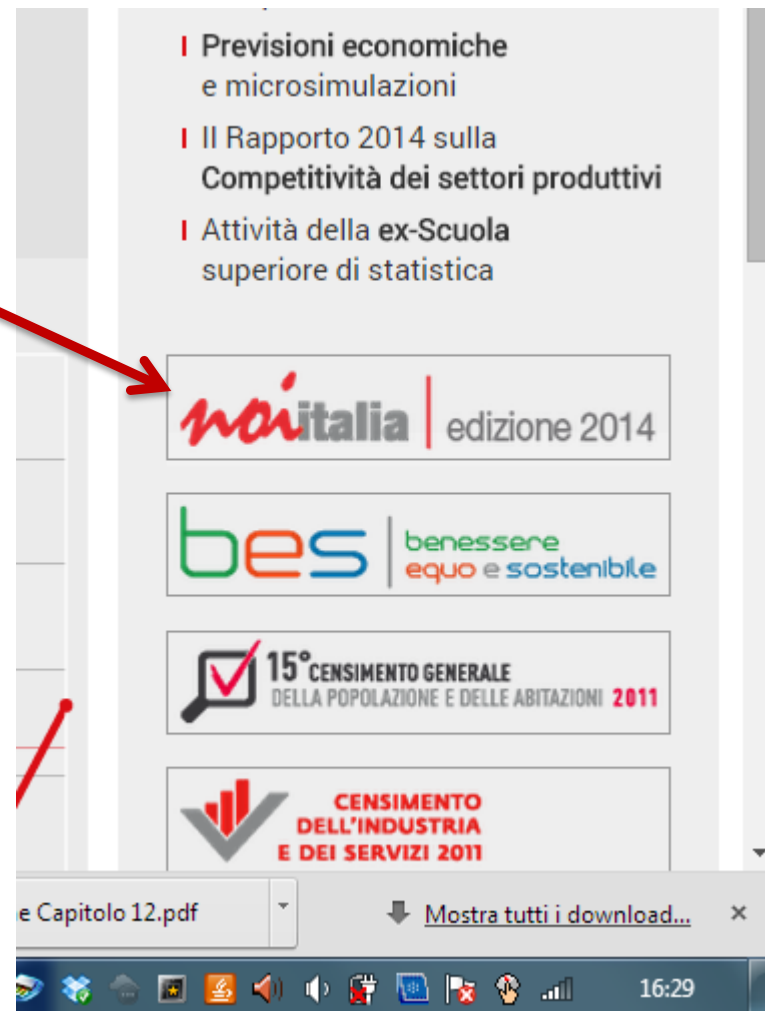 Previsioni economiche
e microsimulazioni
Il Rapporto 2014 sulla
Competitività dei settori produttivi
Attività della ex-Scuola
superiore di statistica
noiitalia edizione 2014
bes benessere
equo e sostenibile
15° CENSIMENTO GENERALE
DELLA POPOLAZIONE E DELLE ABITAZIONI 2011
CENSIMENTO
DELL'INDUSTRIA
E DEI SERVIZI 2011
e Capitolo 12.pdf
Mostra tutti i download...
16:29